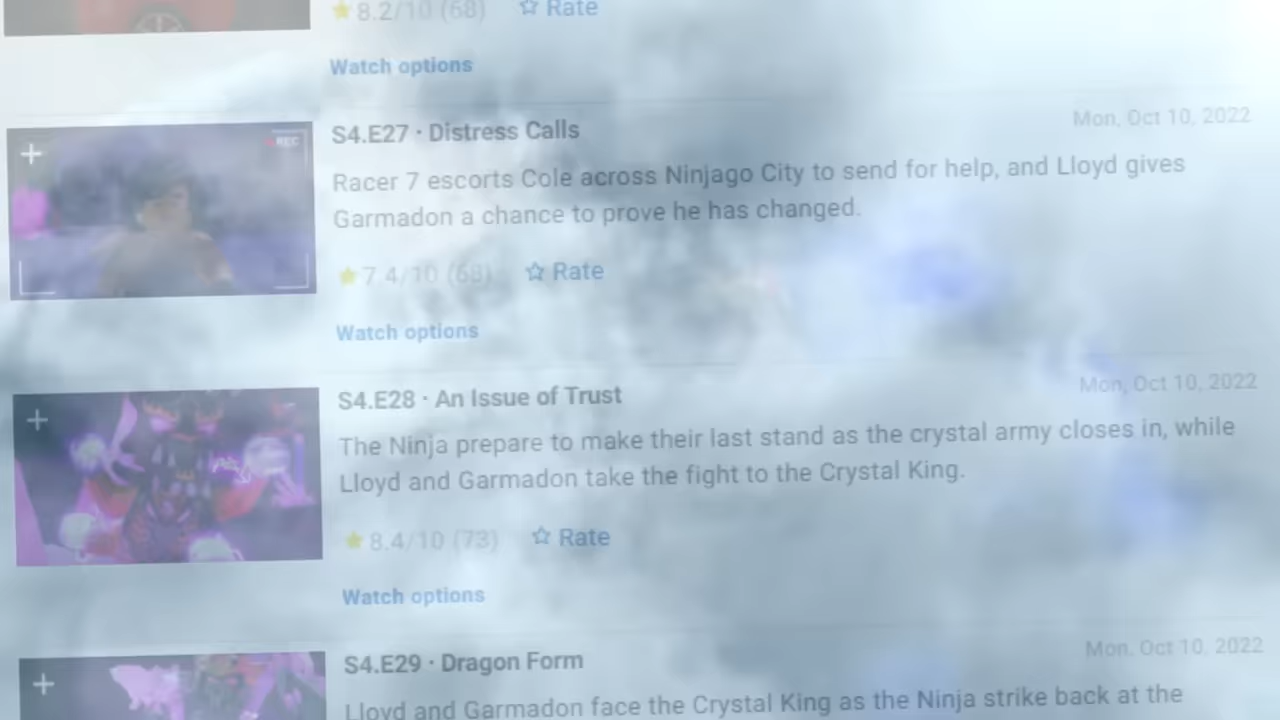 8.2/10 (68) Rate
Watch options
REC
S4.E27 · Distress Calls
Mon, Oct 10, 2022
Racer 7 escorts Cole across Ninjago City to send for help, and Lloyd gives
Garmadon a chance to prove he has changed.
7.4/10 (68) Rate
Watch options
S4.E28 · An Issue of Trust
Mon, Oct 10, 2022
The Ninja prepare to make their last stand as the crystal army closes in, while
Lloyd and Garmadon take the fight to the Crystal King.
8.4/10 (73) Rate
Watch options
S4.E29 · Dragon Form
Mon, Oct 10, 2022
Lloyd and Garmadon face the Crystal King as the Ninja strike back at the